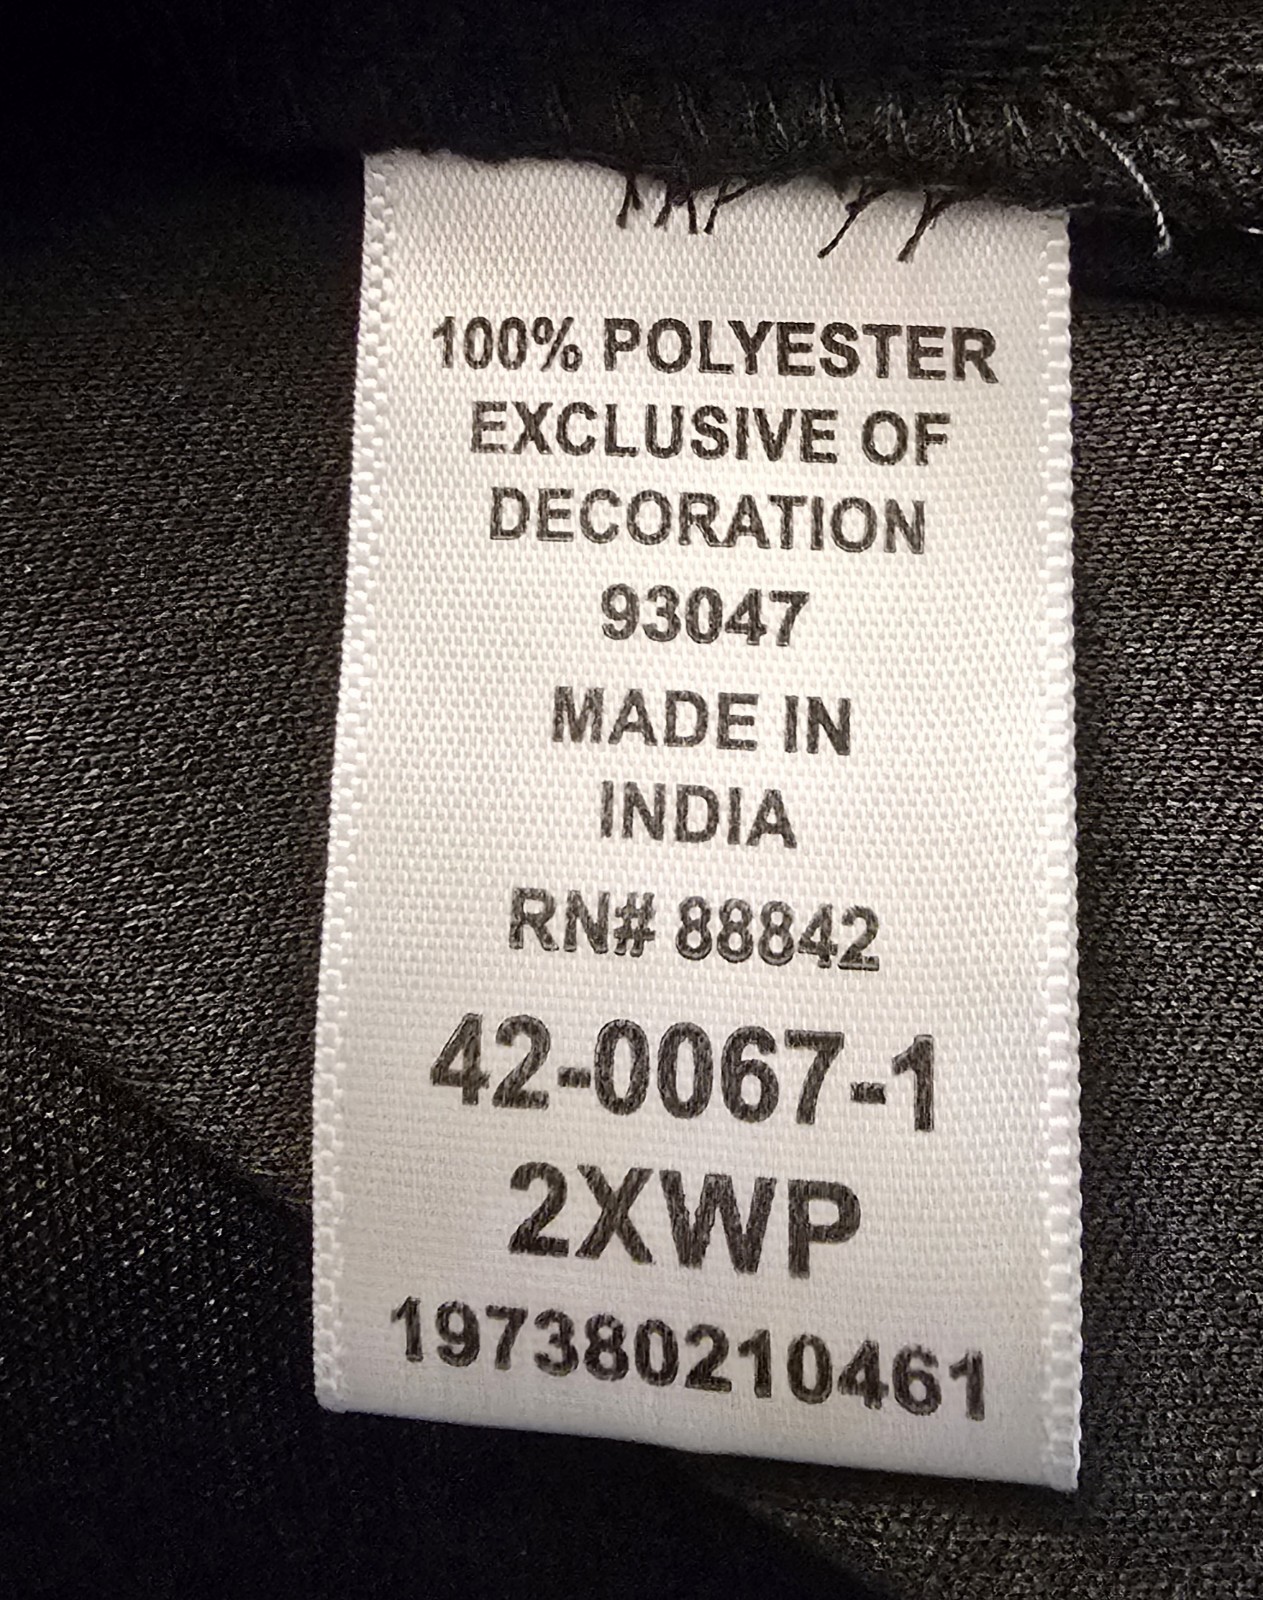 100% POLYESTER
EXCLUSIVE OF
DECORATION
93047
MADE IN
INDIA
RN# 88842
42-0067-1
2XWP
197380210461